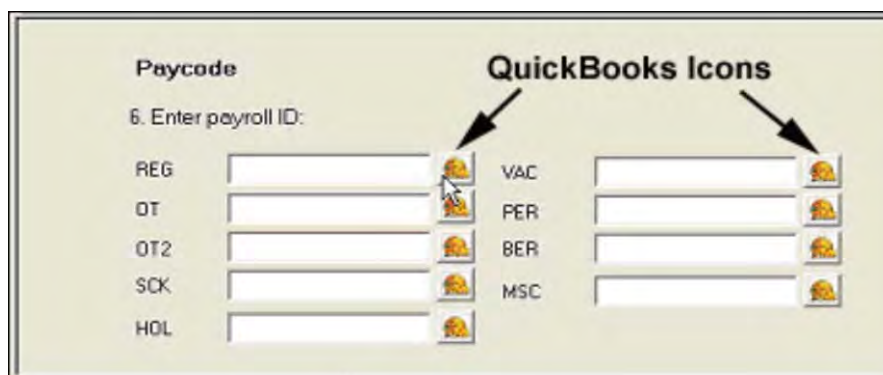 Paycode
QuickBooks Icons
6. Enter payroll ID:
REG
OT
OT2
SCK
HOL
VAC
PER
BER
MSC